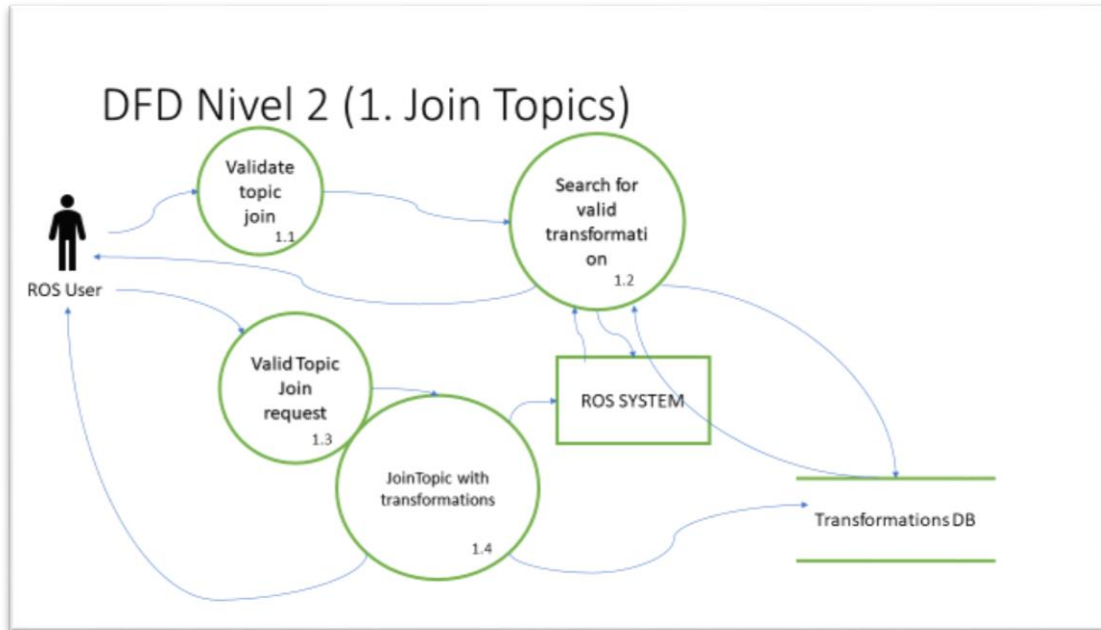 DFD Nivel 2 (1. Join Topics)
Validate
topic
join
1.1
Search for
valid
transformati
on
1.2
ROS User
Valid Topic
Join
request
1.3
ROS SYSTEM
JoinTopic with
transformations
1.4
Transformations DB